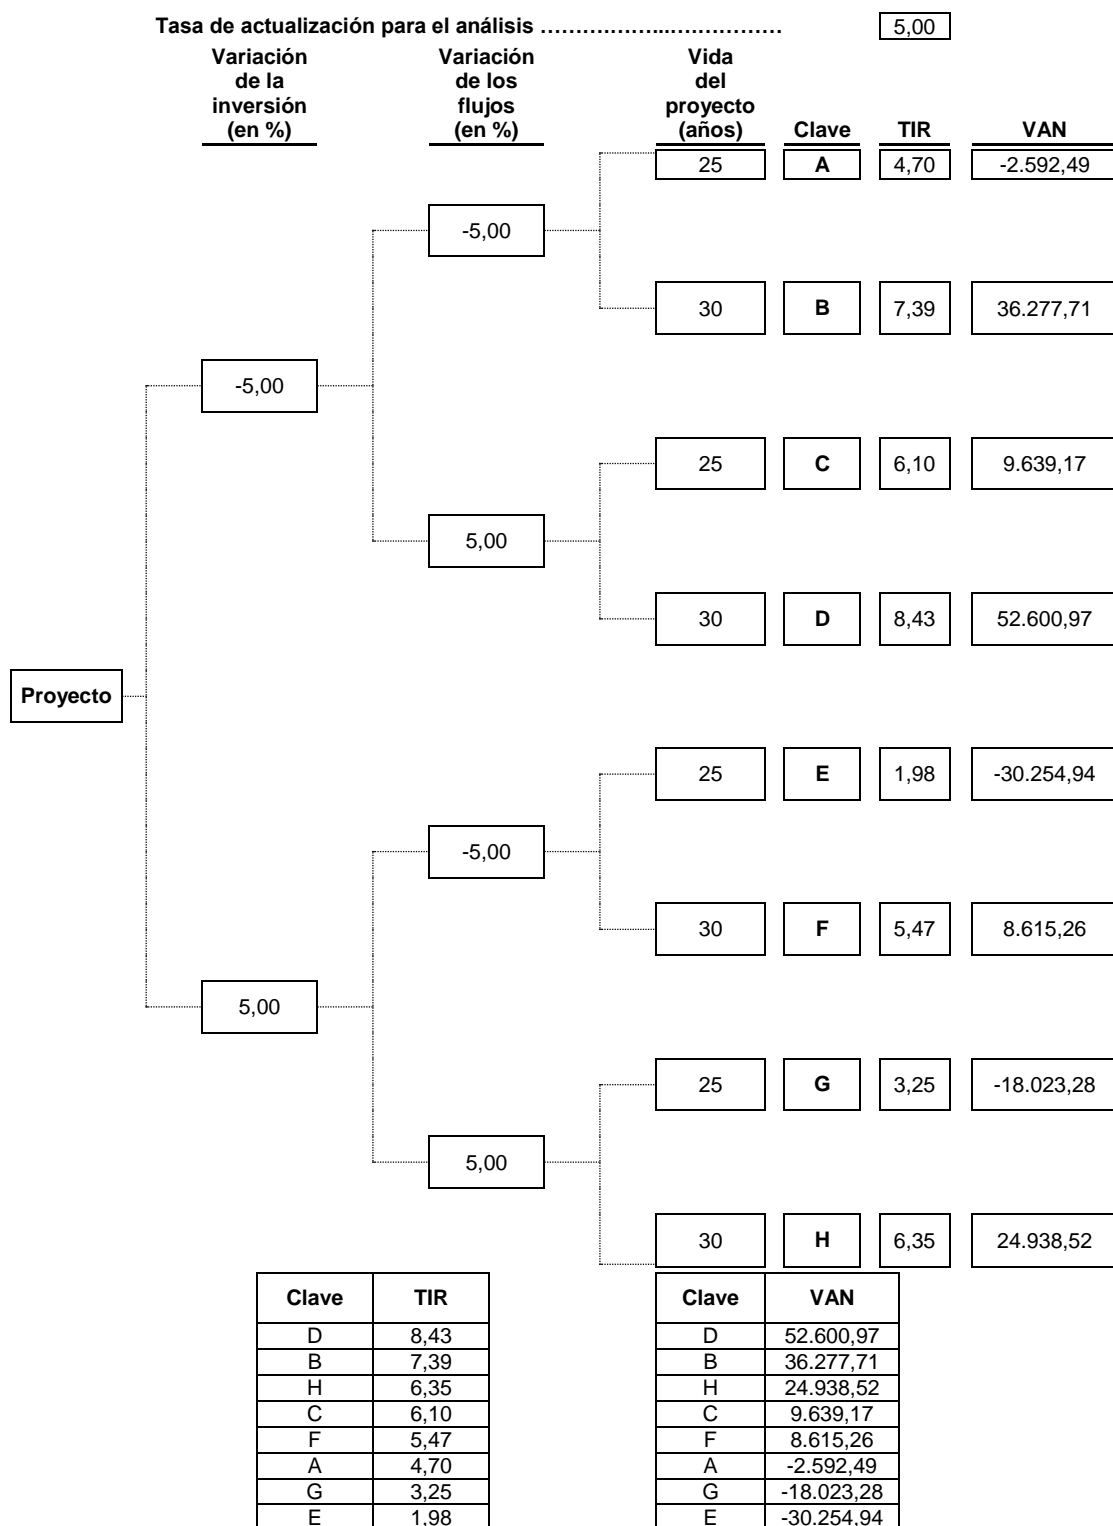 Tasa de actualización para el análisis ………………...…………… 5,00
Variación de la inversión (en %) Variación de los flujos (en %) Vida del proyecto (años) Clave TIR VAN
25 A 4,70 -2.592,49
-5,00
30 B 7,39 36.277,71
-5,00
25 C 6,10 9.639,17
5,00
30 D 8,43 52.600,97
Proyecto
25 E 1,98 -30.254,94
-5,00
30 F 5,47 8.615,26
5,00
25 G 3,25 -18.023,28
5,00
30 H 6,35 24.938,52
Clave TIR Clave VAN
D 8,43 D 52.600,97
B 7,39 B 36.277,71
H 6,35 H 24.938,52
C 6,10 C 9.639,17
F 5,47 F 8.615,26
A 4,70 A -2.592,49
G 3,25 G -18.023,28
E 1,98 E -30.254,94